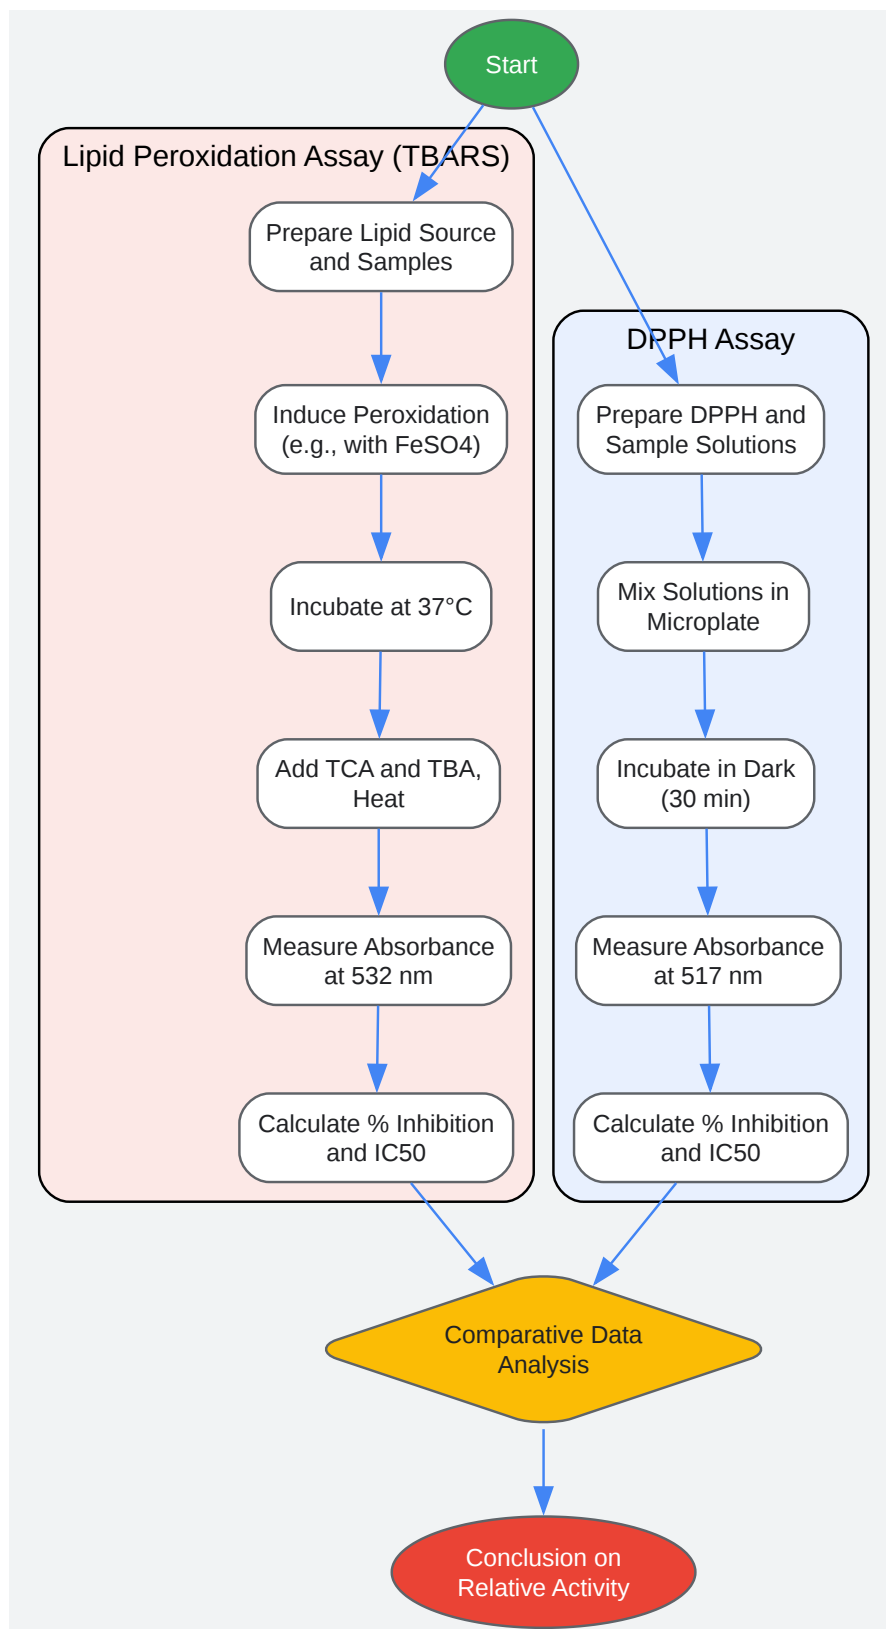 Start
Lipid Peroxidation Assay (TBARS)
Prepare Lipid Source
and Samples
Induce Peroxidation
(e.g., with FeSO4)
Incubate at 37°C
Add TCA and TBA,
Heat
Measure Absorbance
at 532 nm
Calculate % Inhibition
and IC50
DPPH Assay
Prepare DPPH and
Sample Solutions
Mix Solutions in
Microplate
Incubate in Dark
(30 min)
Measure Absorbance
at 517 nm
Calculate % Inhibition
and IC50
Comparative Data
Analysis
Conclusion on
Relative Activity